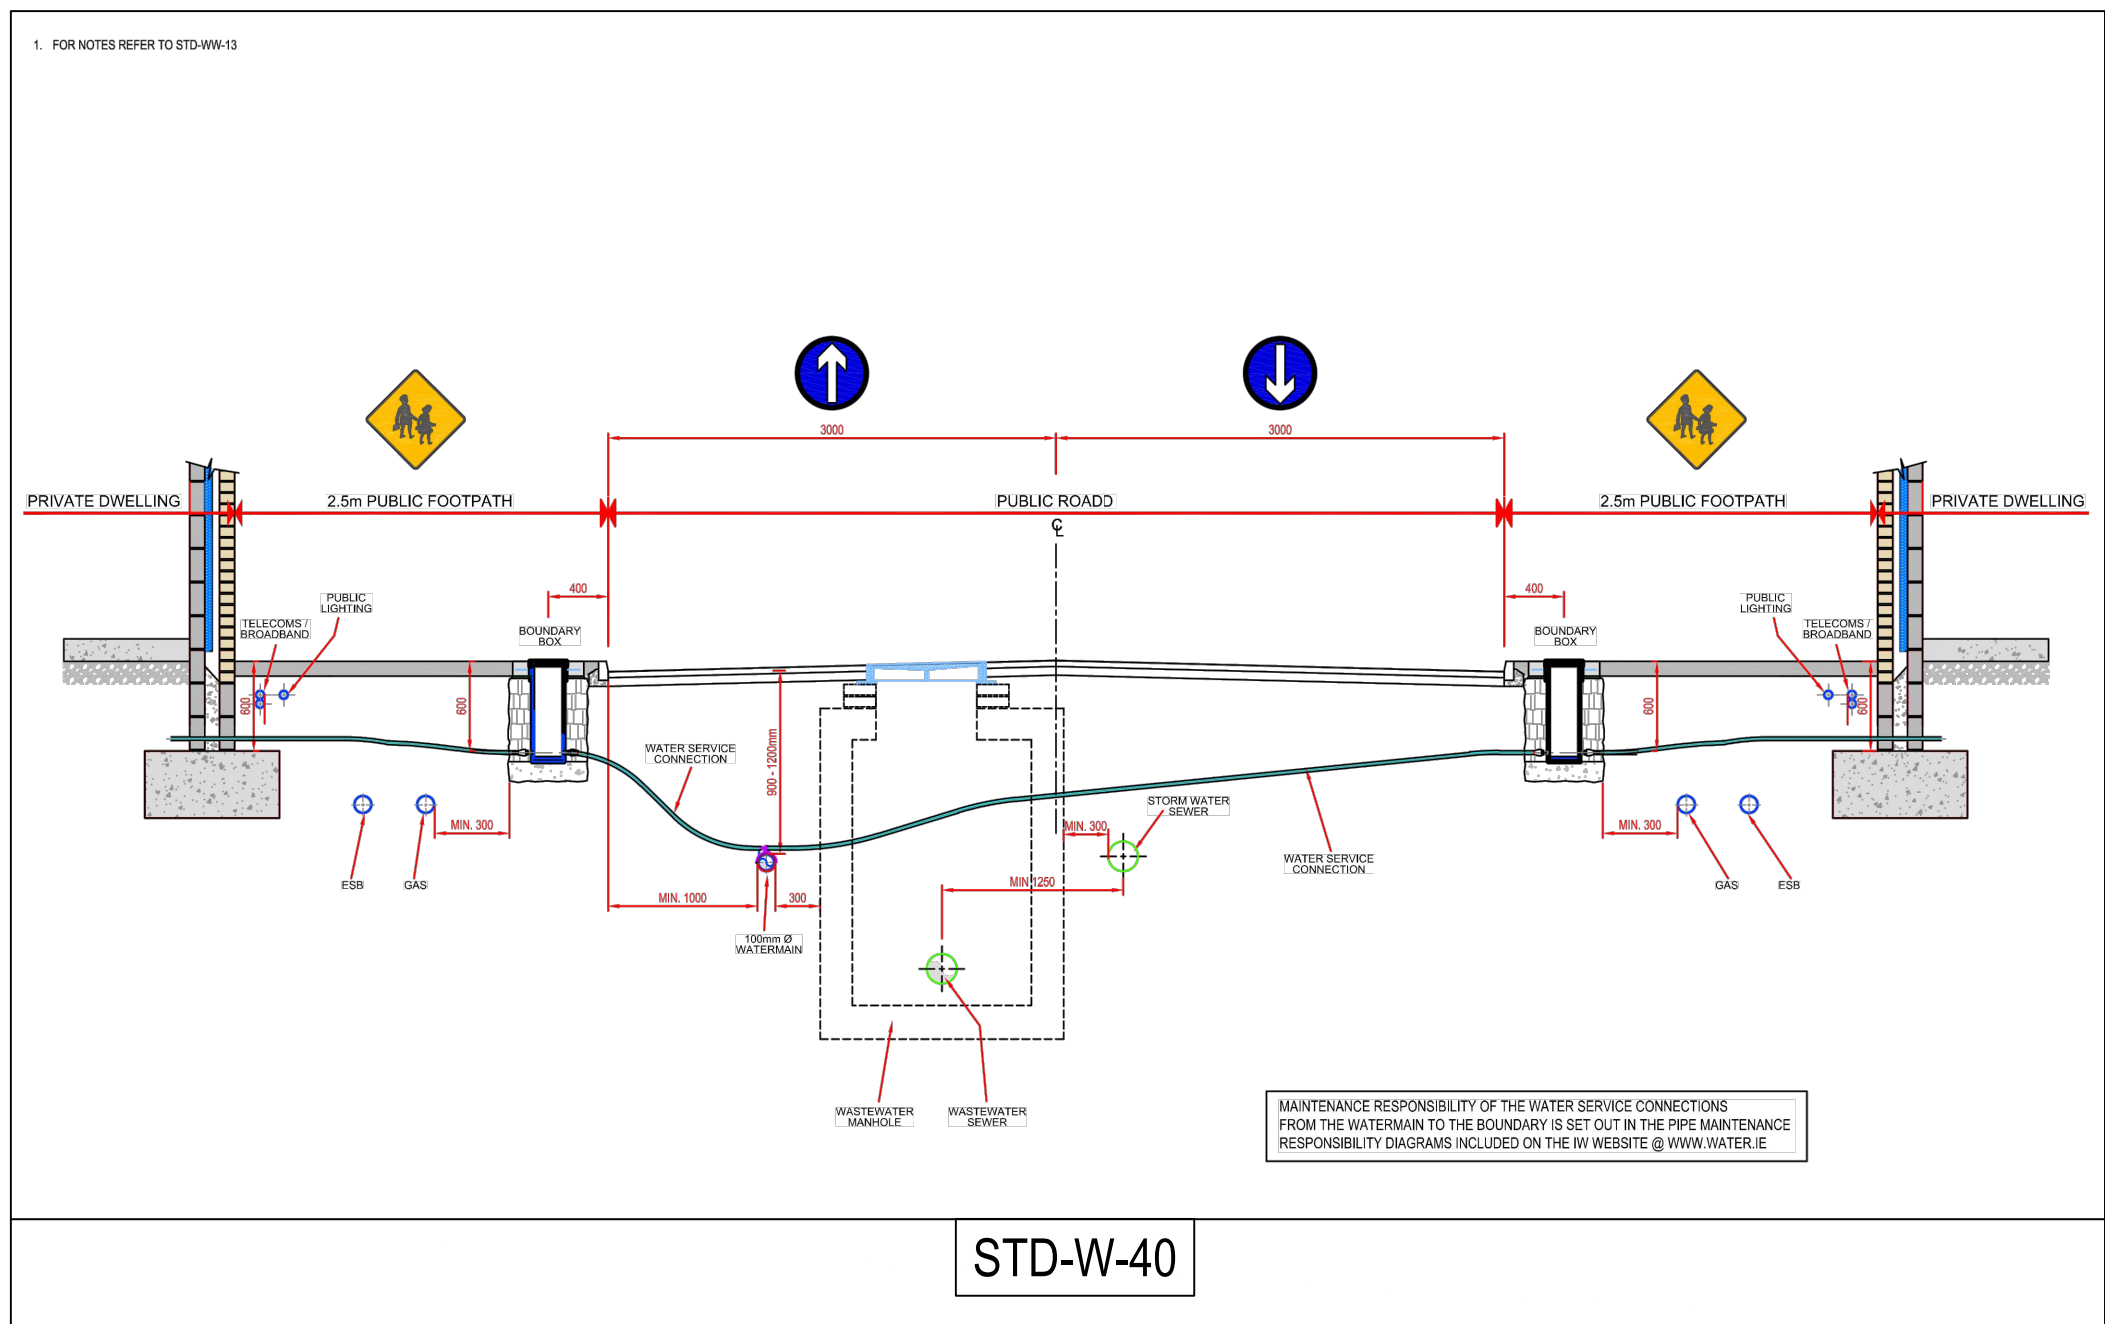 1. FOR NOTES REFER TO STD-WW-13
3000
3000
PRIVATE DWELLING
2.5m PUBLIC FOOTPATH
PUBLIC ROADD
2.5m PUBLIC FOOTPATH
PRIVATE DWELLING
℄
400
400
PUBLIC
LIGHTING
TELECOMS /
BROADBAND
BOUNDARY
BOX
BOUNDARY
BOX
PUBLIC
LIGHTING
TELECOMS /
BROADBAND
600
600
600
600
900 - 1200mm
WATER SERVICE
CONNECTION
STORM WATER
SEWER
MIN. 300
MIN. 300
MIN. 300
WATER SERVICE
CONNECTION
ESB
GAS
MIN. 1000
300
MIN 1250
GAS
ESB
100mm Ø
WATERMAIN
WASTEWATER
MANHOLE
WASTEWATER
SEWER
MAINTENANCE RESPONSIBILITY OF THE WATER SERVICE CONNECTIONS
FROM THE WATERMAIN TO THE BOUNDARY IS SET OUT IN THE PIPE MAINTENANCE
RESPONSIBILITY DIAGRAMS INCLUDED ON THE IW WEBSITE @ WWW.WATER.IE
STD-W-40